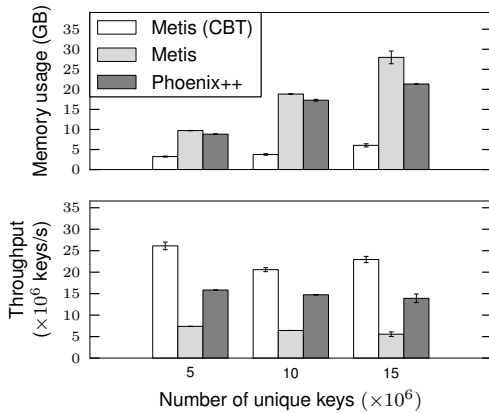 Memory usage (GB)
35
30
25
20
15
10
5
0
Metis (CBT)
Metis
Phoenix++
Throughput
(×10⁶ keys/s)
35
30
25
20
15
10
5
0
5 10 15
Number of unique keys (×10⁶)